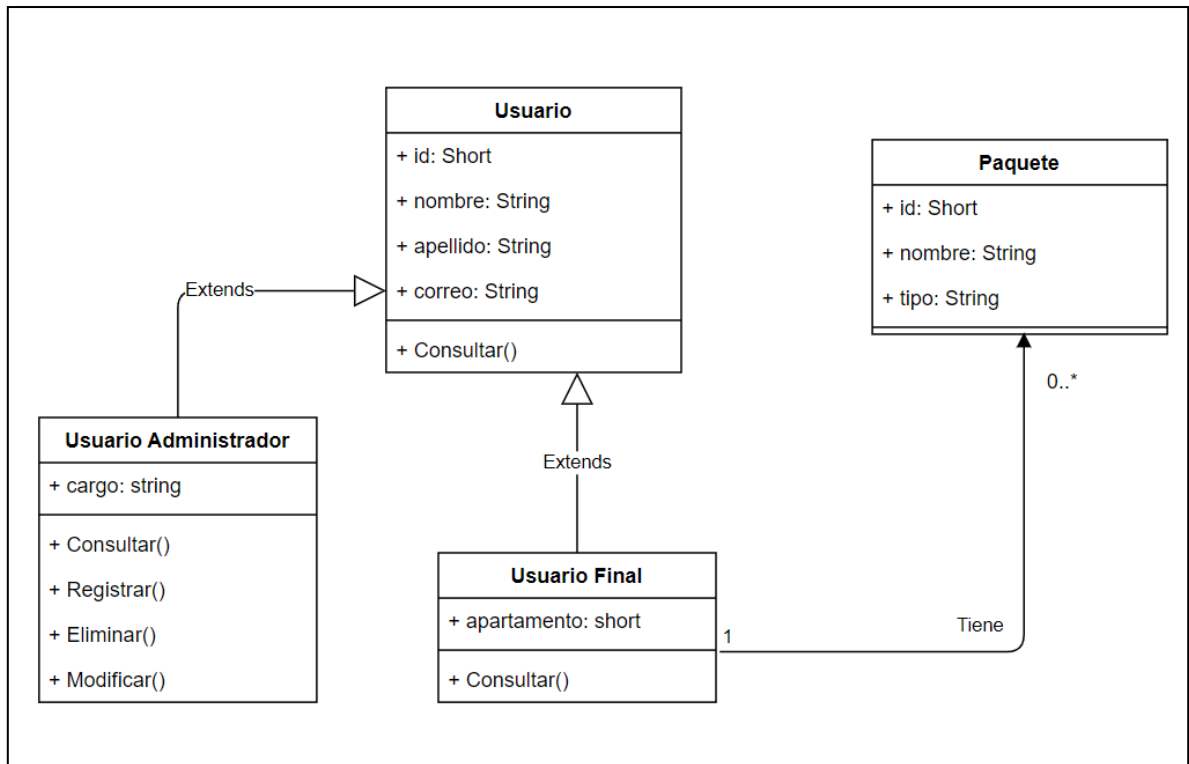 Usuario
+ id: Short
+ nombre: String
+ apellido: String
+ correo: String
+ Consultar()
Paquete
+ id: Short
+ nombre: String
+ tipo: String
0..*
Extends
Usuario Administrador
+ cargo: string
+ Consultar()
+ Registrar()
+ Eliminar()
+ Modificar()
Extends
Usuario Final
+ apartamento: short
+ Consultar()
1
Tiene